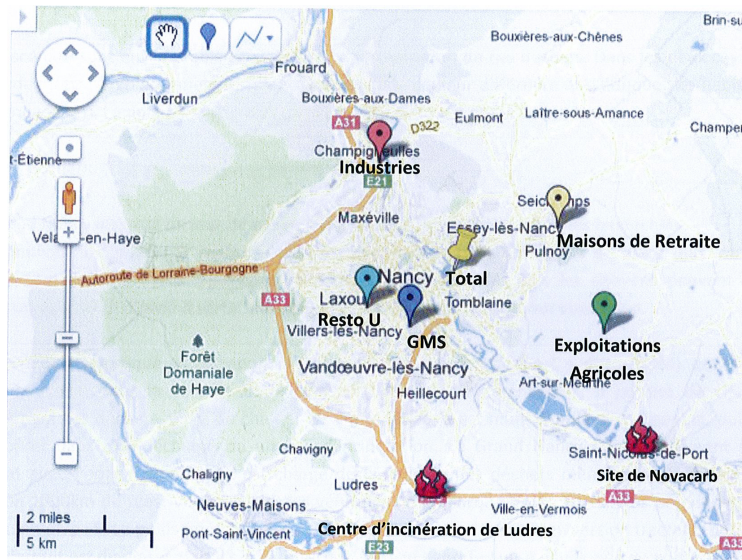 Brin-su
Bouxières-aux-Chênes
Frouard
Liverdun
Bouxières-aux-Dames
Eulmont
Laître-sous-Amance
A31
D322
Champen
t-Étienne
Champigneulles
Industries
E21
Maxéville
Essey-lès-Nancy
Maisons de Retraite
Pulnoy
Autoroute de Lorraine-Bourgogne
Nancy
Total
A33
Laxou
Tomblaine
Resto U
Villers-lès-Nancy
GMS
Exploitations
Agricoles
Forêt
Domaniale
de Haye
Vandœuvre-lès-Nancy
Art-sur-Meurthe
Heillecourt
Chavigny
Saint-Nicolas-de-Port
Chaligny
Site de Novacarb
Ludres
Neuves-Maisons
Ville-en-Vermois
A33
2 miles
5 km
Pont-Saint-Vincent
Centre d'incinération de Ludres
E23
A33